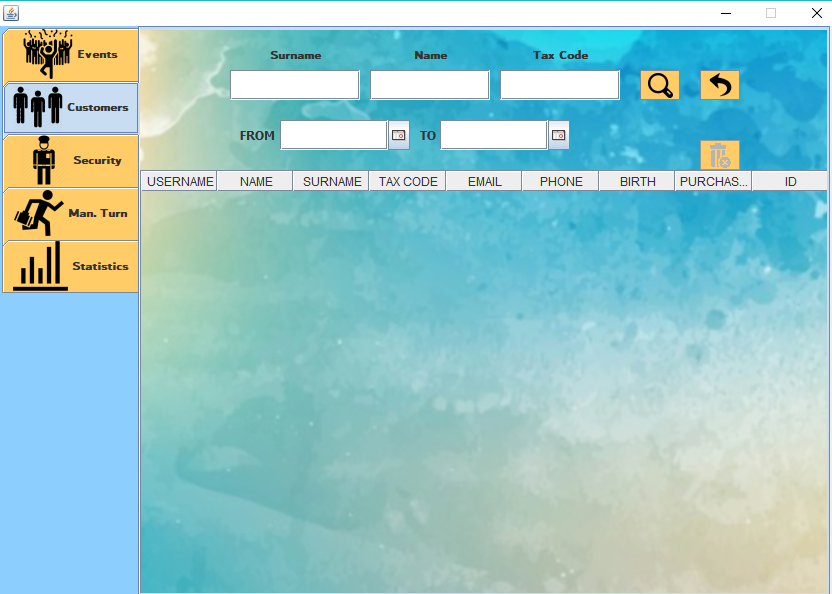 Events
Customers
Security
Man. Turn
Statistics
Surname Name Tax Code
FROM TO
USERNAME NAME SURNAME TAX CODE EMAIL PHONE BIRTH PURCHAS... ID